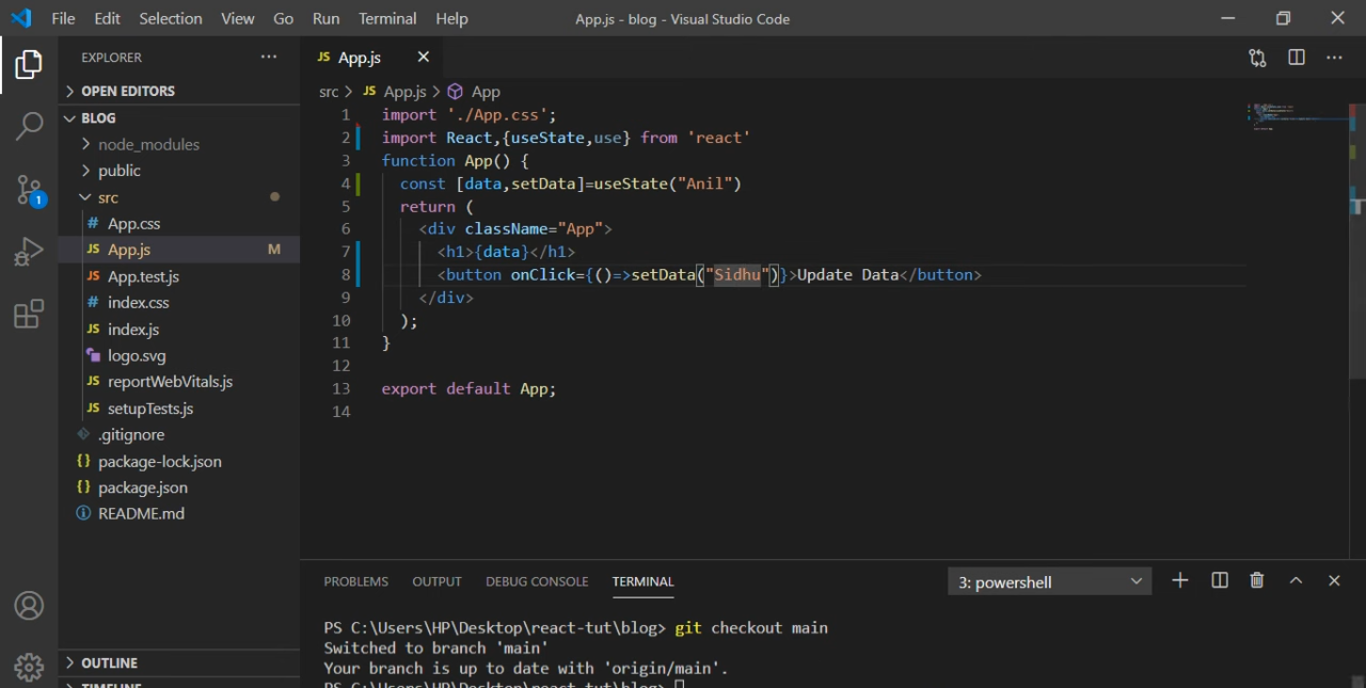 File Edit Selection View Go Run Terminal Help App.js - blog - Visual Studio Code
EXPLORER
OPEN EDITORS
BLOG
node_modules
public
src
# App.css
JS App.js M
JS App.test.js
# index.css
JS index.js
logo.svg
JS reportWebVitals.js
JS setupTests.js
.gitignore
{} package-lock.json
{} package.json
README.md
OUTLINE
TIMELINE
1
JS App.js
src > JS App.js > App
1 import './App.css';
2 import React,{useState,use} from 'react'
3 function App() {
4 const [data,setData]=useState("Anil")
5 return (
6 <div className="App">
7 <h1>{data}</h1>
8 <button onClick={()=>setData("Sidhu")}>Update Data</button>
9 </div>
10 );
11 }
12
13 export default App;
14
PROBLEMS OUTPUT DEBUG CONSOLE TERMINAL 3: powershell
PS C:\Users\HP\Desktop\react-tut\blog> git checkout main
Switched to branch 'main'
Your branch is up to date with 'origin/main'.
PS C:\Users\HP\Desktop\react-tut\blog>